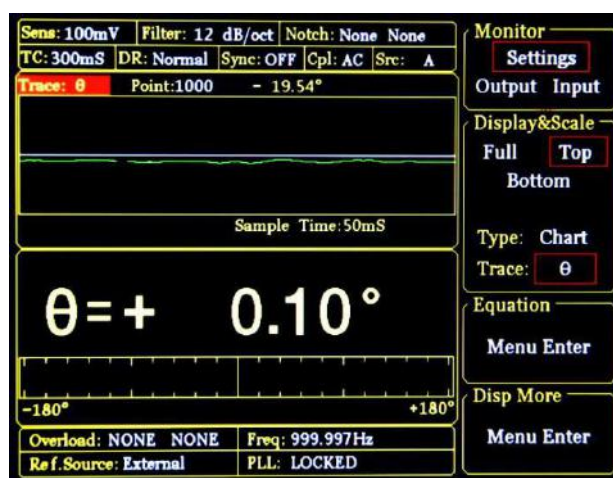 Sens: 100mV Filter: 12 dB/oct Notch: None None
TC: 300mS DR: Normal Sync: OFF Cpl: AC Src: A
Trace: θ Point:1000 - 19.54°
Sample Time:50mS
θ=+ 0.10°
-180° +180°
Overload: NONE NONE Freq: 999.997Hz
Ref.Source: External PLL: LOCKED
Monitor
Settings
Output Input
Display&Scale
Full Top
Bottom
Type: Chart
Trace: θ
Equation
Menu Enter
Disp More
Menu Enter